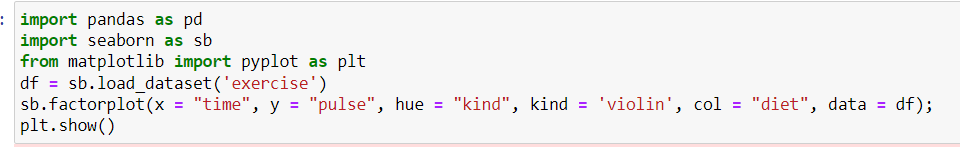 :
import pandas as pd
import seaborn as sb
from matplotlib import pyplot as plt
df = sb.load_dataset('exercise')
sb.factorplot(x = "time", y = "pulse", hue = "kind", kind = 'violin', col = "diet", data = df);
plt.show()